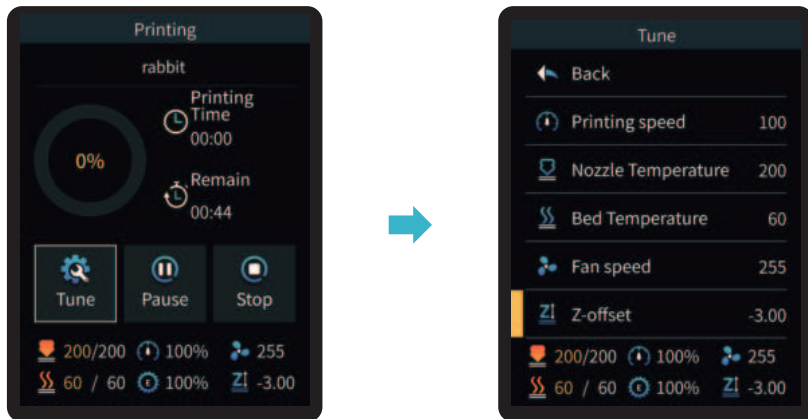 Printing
rabbit
0%
Printing
Time
00:00
Remain
00:44
Tune
Pause
Stop
200/200 100% 255
60 / 60 E 100% Z -3.00
Tune
Back
Printing speed 100
Nozzle Temperature 200
Bed Temperature 60
Fan speed 255
Z Z-offset -3.00
200/200 100% 255
60 / 60 E 100% Z -3.00